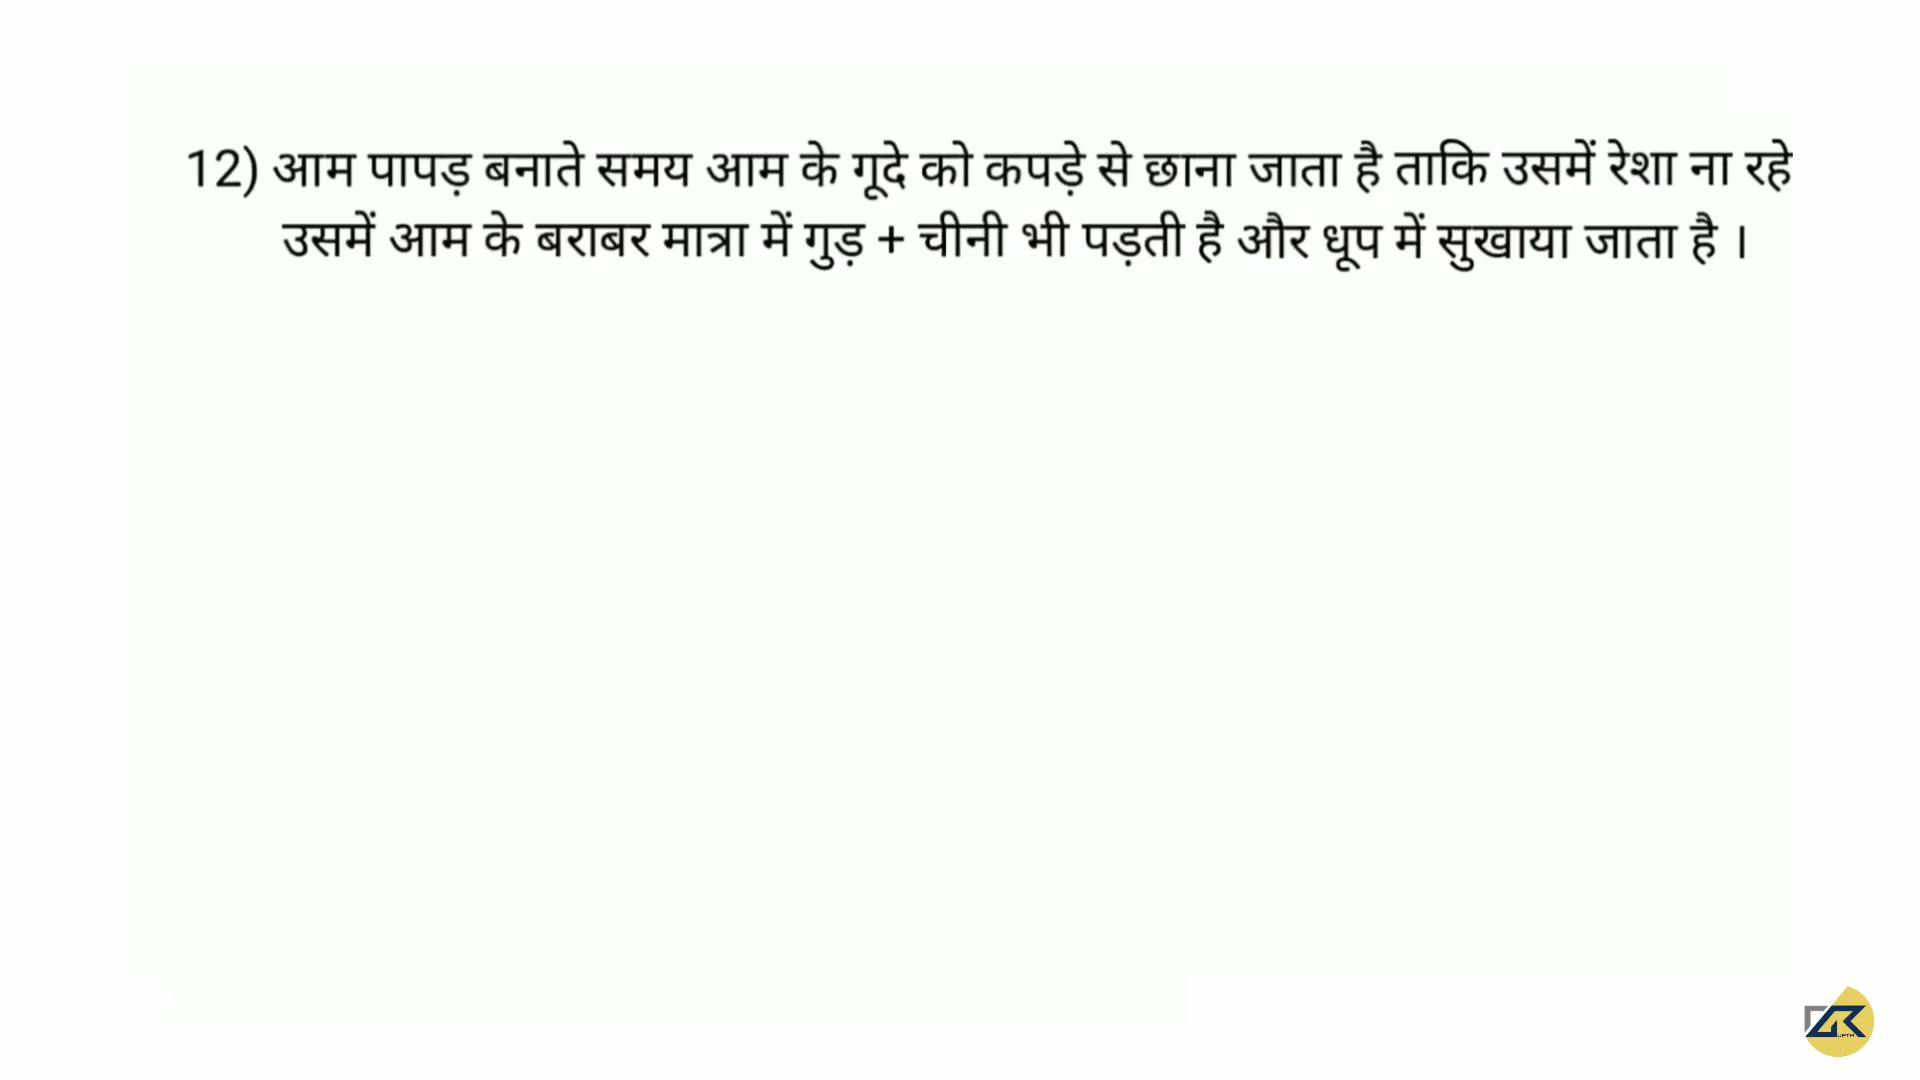 12) आम पापड़ बनाते समय आम के गूदे को कपड़े से छाना जाता है ताकि उसमें रेशा ना रहे
उसमें आम के बराबर मात्रा में गुड़ + चीनी भी पड़ती है और धूप में सुखाया जाता है ।